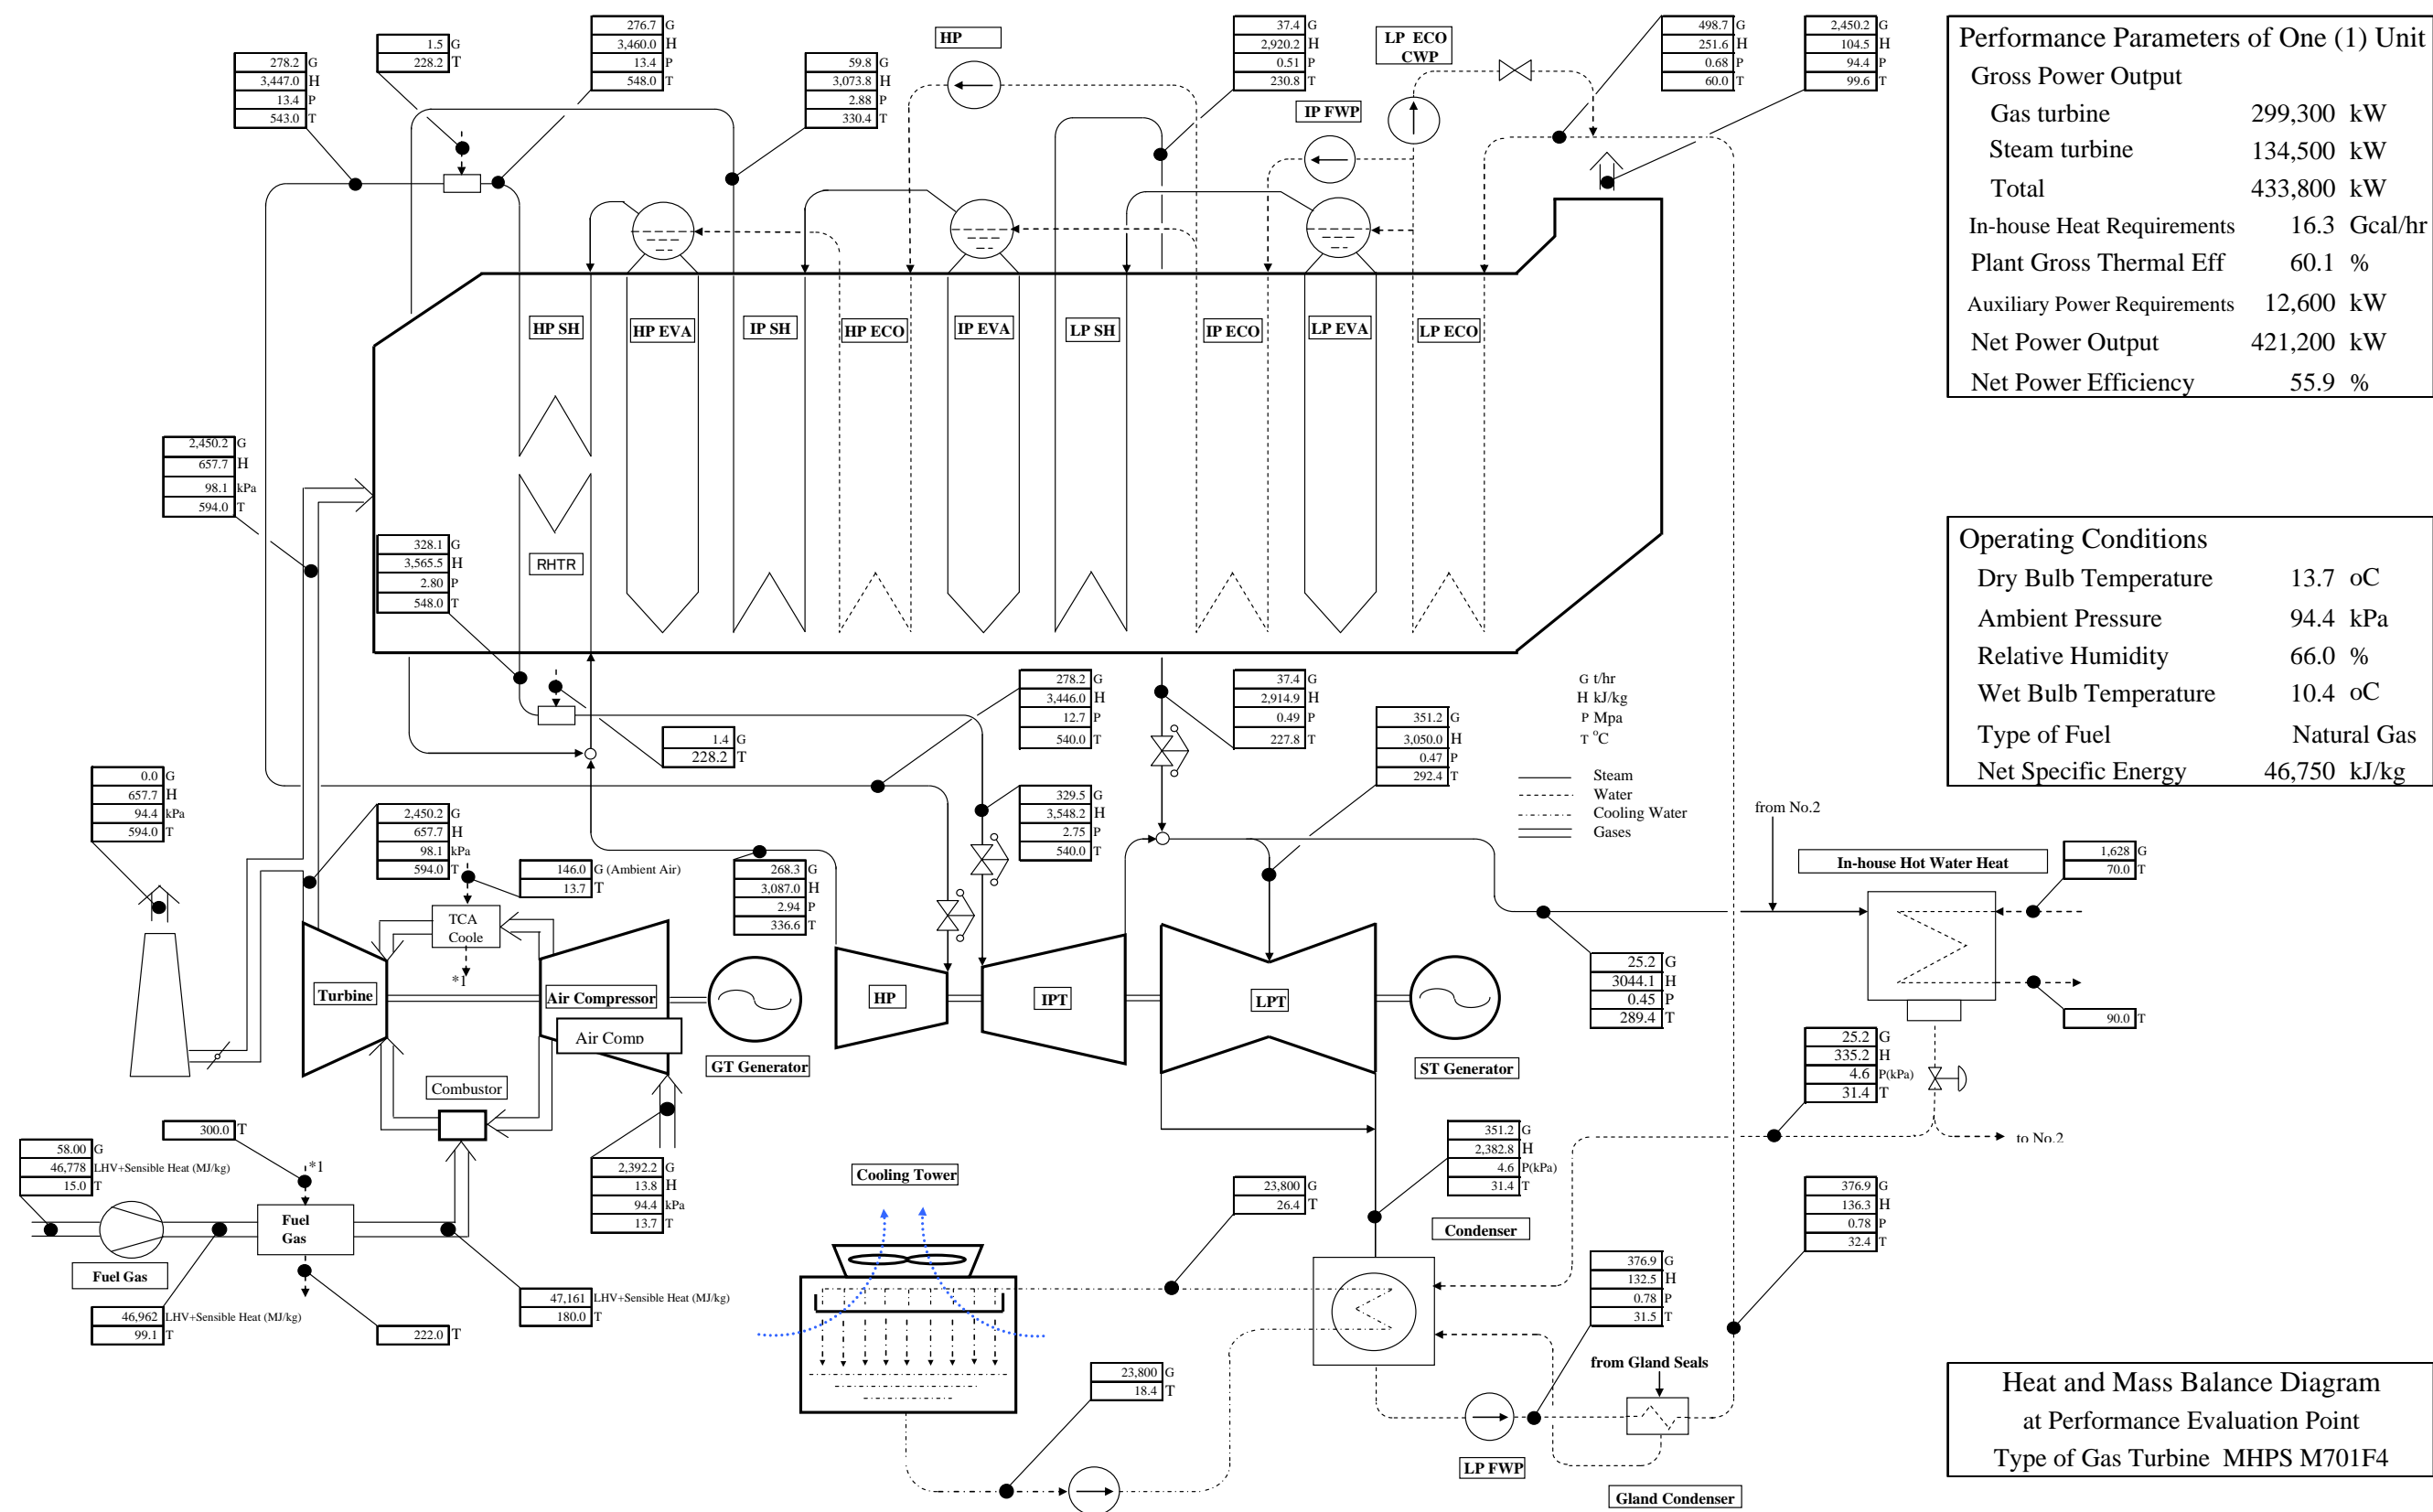 276.7 G
3,460.0 H
13.4 P
548.0 T
1.5 G
228.2 T
278.2 G
3,447.0 H
13.4 P
543.0 T
59.8 G
3,073.8 H
2.88 P
330.4 T
HP
37.4 G
2,920.2 H
0.51 P
230.8 T
LP ECO
CWP
IP FWP
498.7 G
251.6 H
0.68 P
60.0 T
2,450.2 G
104.5 H
94.4 P
99.6 T
Performance Parameters of One (1) Unit
Gross Power Output
Gas turbine 299,300 kW
Steam turbine 134,500 kW
Total 433,800 kW
In-house Heat Requirements 16.3 Gcal/hr
Plant Gross Thermal Eff 60.1 %
Auxiliary Power Requirements 12,600 kW
Net Power Output 421,200 kW
Net Power Efficiency 55.9 %
HP SH
HP EVA
IP SH
HP ECO
IP EVA
LP SH
IP ECO
LP EVA
LP ECO
2,450.2 G
657.7 H
98.1 kPa
594.0 T
328.1 G
3,565.5 H
2.80 P
548.0 T
RHTR
Operating Conditions
Dry Bulb Temperature 13.7 oC
Ambient Pressure 94.4 kPa
Relative Humidity 66.0 %
Wet Bulb Temperature 10.4 oC
Type of Fuel Natural Gas
Net Specific Energy 46,750 kJ/kg
1.4 G
228.2 T
278.2 G
3,446.0 H
12.7 P
540.0 T
37.4 G
2,914.9 H
0.49 P
227.8 T
351.2 G
3,050.0 H
0.47 P
292.4 T
G t/hr
H kJ/kg
P Mpa
T °C
Steam
Water
Cooling Water
Gases
0.0 G
657.7 H
94.4 kPa
594.0 T
2,450.2 G
657.7 H
98.1 kPa
594.0 T
146.0 G (Ambient Air)
13.7 T
268.3 G
3,087.0 H
2.94 P
336.6 T
329.5 G
3,548.2 H
2.75 P
540.0 T
from No.2
In-house Hot Water Heat
1,628 G
70.0 T
90.0 T
TCA
Coole
*1
Turbine
Air Compressor
Air Comp
GT Generator
HP
IPT
LPT
ST Generator
25.2 G
3044.1 H
0.45 P
289.4 T
25.2 G
335.2 H
4.6 P(kPa)
31.4 T
to No.2
Combustor
300.0 T
*1
58.00 G
46,778 LHV+Sensible Heat (MJ/kg)
15.0 T
Fuel
Gas
Fuel Gas
46,962 LHV+Sensible Heat (MJ/kg)
99.1 T
222.0 T
47,161 LHV+Sensible Heat (MJ/kg)
180.0 T
2,392.2 G
13.8 H
94.4 kPa
13.7 T
Cooling Tower
23,800 G
26.4 T
351.2 G
2,382.8 H
4.6 P(kPa)
31.4 T
Condenser
376.9 G
136.3 H
0.78 P
32.4 T
376.9 G
132.5 H
0.78 P
31.5 T
23,800 G
18.4 T
from Gland Seals
LP FWP
Gland Condenser
Heat and Mass Balance Diagram
at Performance Evaluation Point
Type of Gas Turbine MHPS M701F4